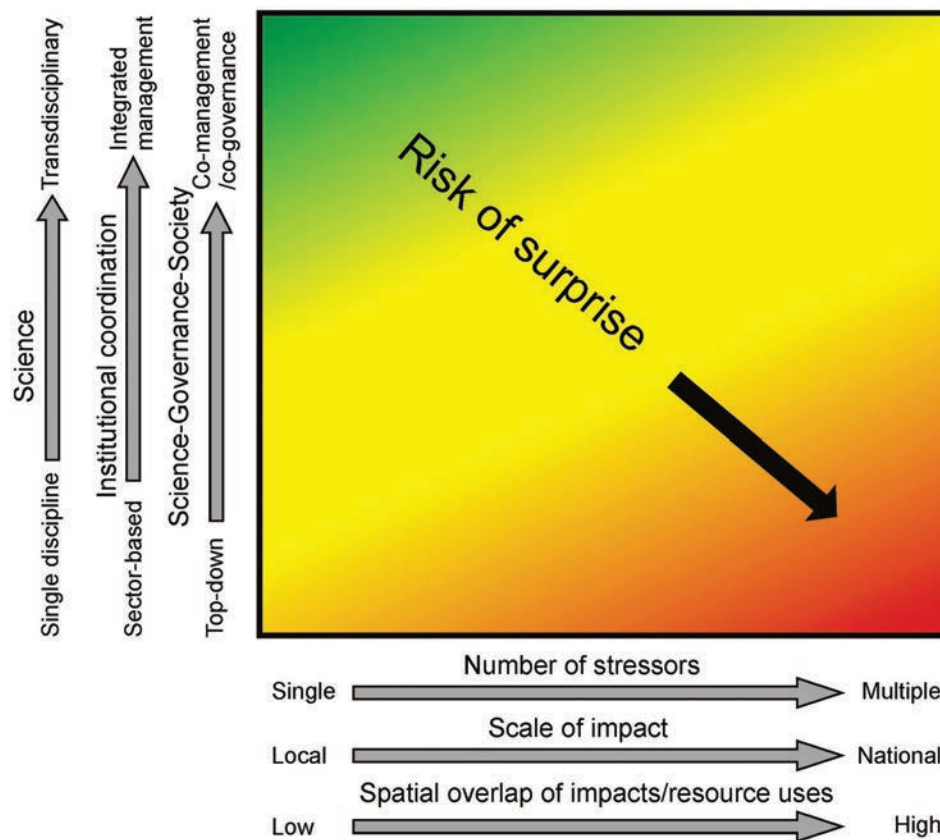 Science
Single discipline
Transdisciplinary
Institutional coordination
Sector-based
Integrated
management
Science-Governance-Society
Top-down
Co-management
/co-governance
Risk of surprise
Number of stressors
Single
Multiple
Scale of impact
Local
National
Spatial overlap of impacts/resource uses
Low
High